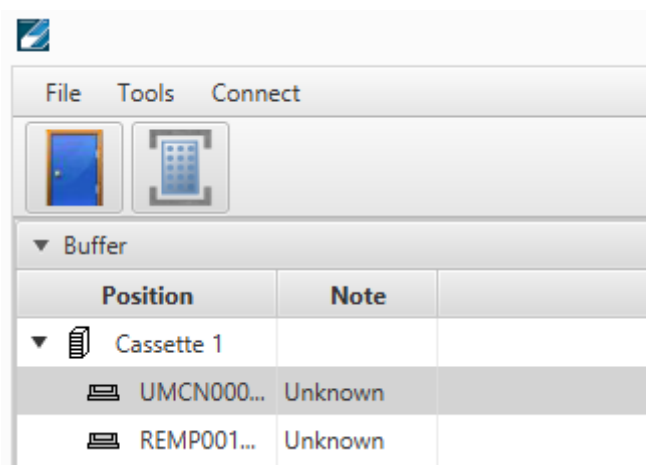 File Tools Connect
Buffer
Position Note
Cassette 1
UMCN000... Unknown
REMP001... Unknown